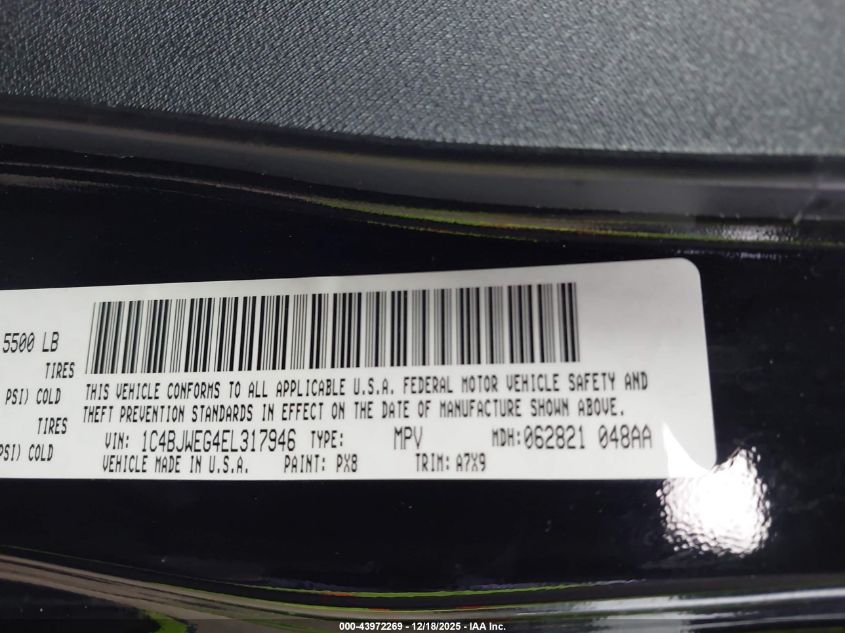 5500 LB
TIRES
PSI) COLD
TIRES
PSI) COLD
THIS VEHICLE CONFORMS TO ALL APPLICABLE U.S.A. FEDERAL MOTOR VEHICLE SAFETY AND
THEFT PREVENTION STANDARDS IN EFFECT ON THE DATE OF MANUFACTURE SHOWN ABOVE.
VIN: 1C4BJWEG4EL317946 TYPE: MPV MDH: 062821 048AA
VEHICLE MADE IN U.S.A. PAINT: PX8 TRIM: A7X9
000-43972269 - 12/18/2025 - IAA Inc.